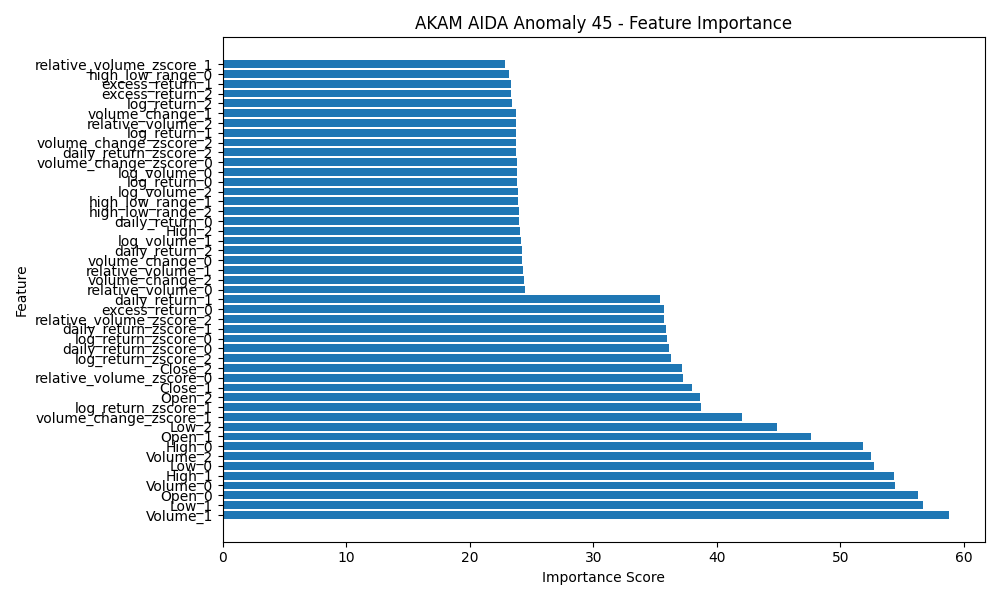 AKAM AIDA Anomaly 45 - Feature Importance
relative_volume_zscore_1
high_low_range_0
excess_return_1
excess_return_2
log_return_2
volume_change_1
relative_volume_2
log_return_1
volume_change_zscore_2
daily_return_zscore_2
volume_change_zscore_0
log_volume_0
log_return_0
log_volume_2
high_low_range_1
high_low_range_2
daily_return_0
High_2
log_volume_1
daily_return_2
volume_change_0
relative_volume_1
volume_change_2
relative_volume_0
daily_return_1
excess_return_0
relative_volume_zscore_2
daily_return_zscore_1
log_return_zscore_0
daily_return_zscore_0
log_return_zscore_2
Close_2
relative_volume_zscore_0
Close_1
Open_2
log_return_zscore_1
volume_change_zscore_1
Low_2
Open_1
High_0
Volume_2
Low_0
High_1
Volume_0
Open_0
Low_1
Volume_1
Feature
0 10 20 30 40 50 60
Importance Score